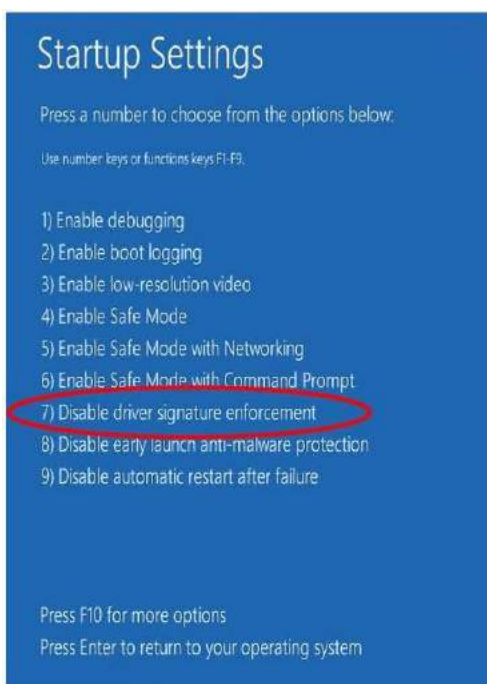 Startup Settings
Press a number to choose from the options below:
Use number keys or functions keys F1-F9.
1) Enable debugging
2) Enable boot logging
3) Enable low-resolution video
4) Enable Safe Mode
5) Enable Safe Mode with Networking
6) Enable Safe Mode with Command Prompt
7) Disable driver signature enforcement
8) Disable early launch anti-malware protection
9) Disable automatic restart after failure
Press F10 for more options
Press Enter to return to your operating system